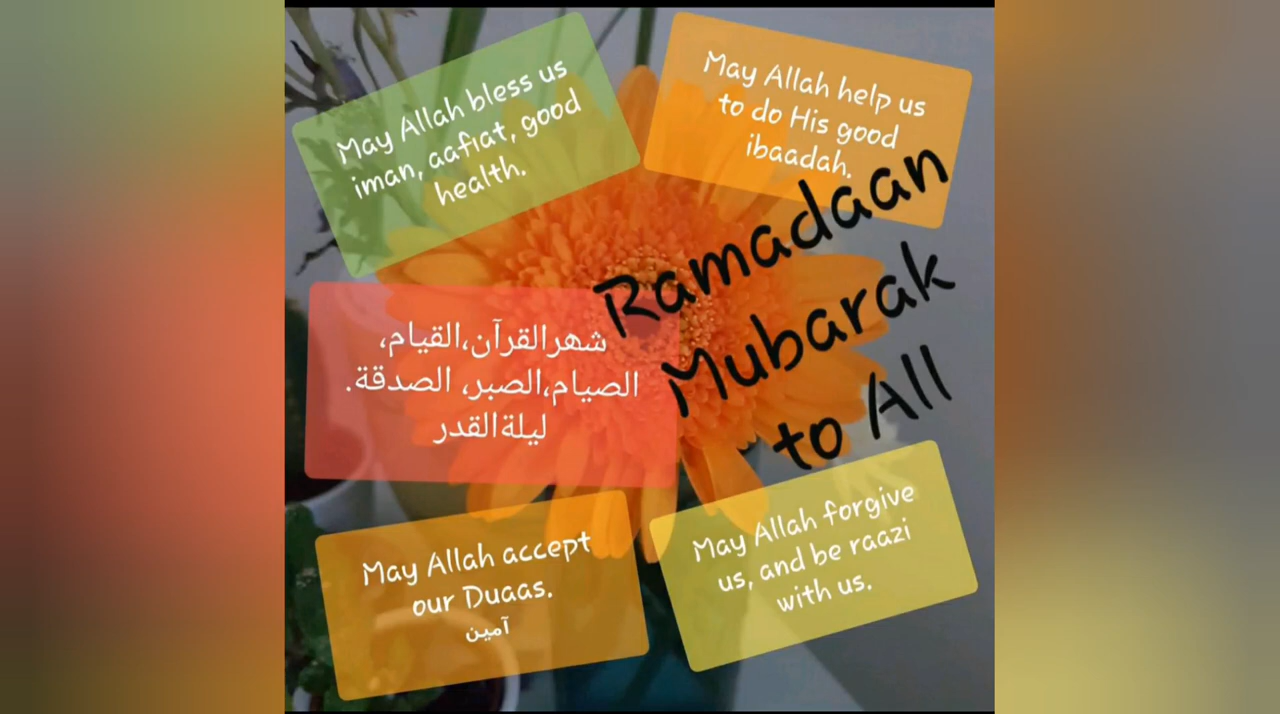 May Allah bless us
iman, aafiat, good
health.
May Allah help us
to do His good
ibaadah.
Ramadaan
Mubarak
to All
شهرالقرآن،القيام،
الصيام،الصبر، الصدقة.
ليلةالقدر
May Allah accept
our Duaas.
آمين
May Allah forgive
us, and be raazi
with us.